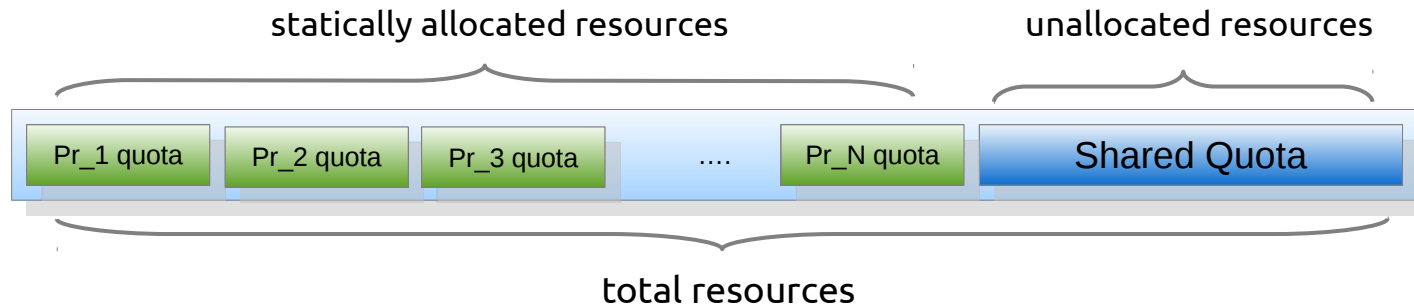 statically allocated resources
unallocated resources
Pr_1 quota
Pr_2 quota
Pr_3 quota
....
Pr_N quota
Shared Quota
total resources